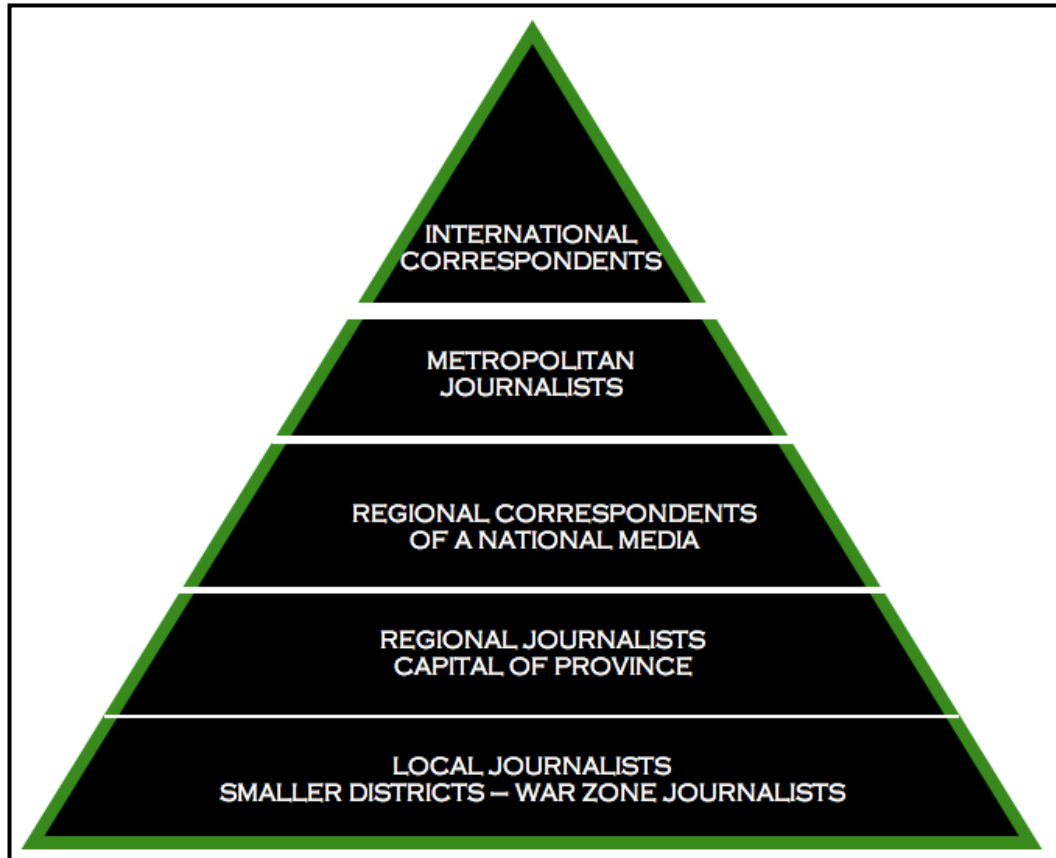 INTERNATIONAL
CORRESPONDENTS
METROPOLITAN
JOURNALISTS
REGIONAL CORRESPONDENTS
OF A NATIONAL MEDIA
REGIONAL JOURNALISTS
CAPITAL OF PROVINCE
LOCAL JOURNALISTS
SMALLER DISTRICTS – WAR ZONE JOURNALISTS